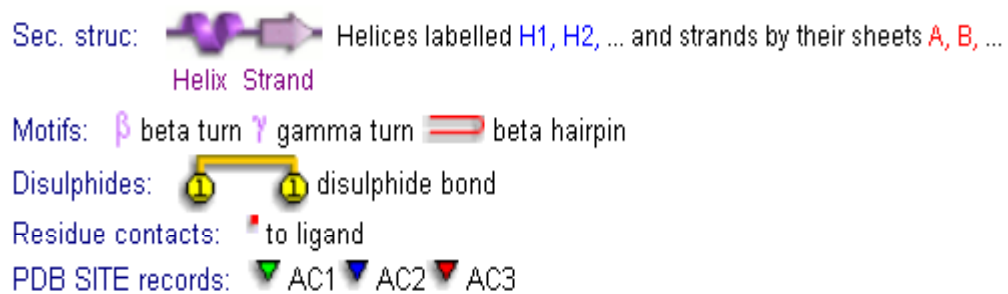 Sec. struc: Helices labelled H1, H2, ... and strands by their sheets A, B, ...
Helix Strand
Motifs: β beta turn γ gamma turn beta hairpin
Disulphides: 1 1 disulphide bond
Residue contacts: to ligand
PDB SITE records: AC1 AC2 AC3